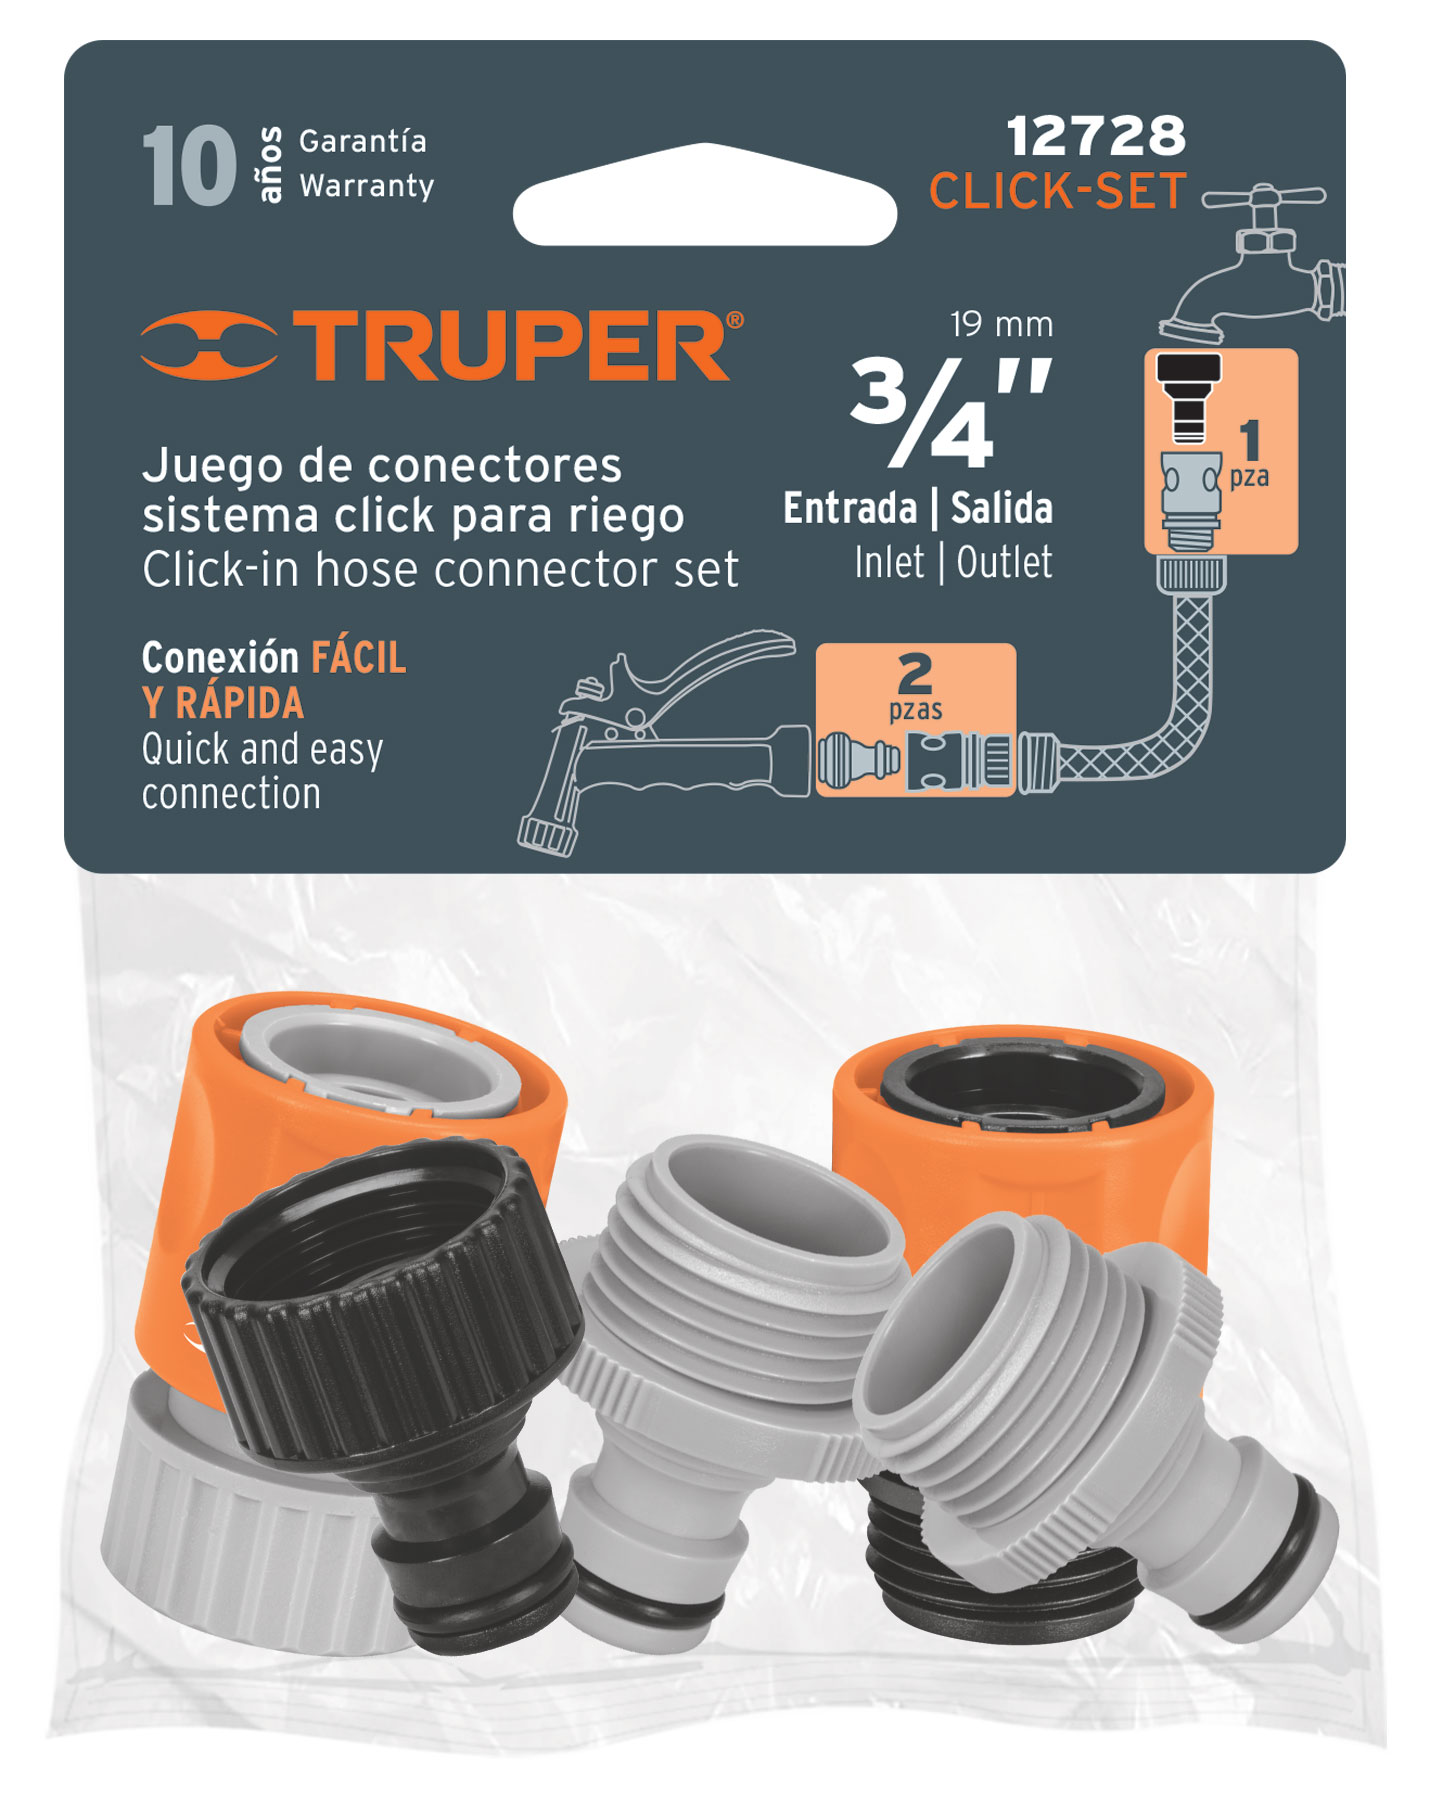 10 años
Garantía
Warranty
12728
CLICK-SET
TRUPER®
19 mm
3/4"
Entrada | Salida
Inlet | Outlet
1
pza
Juego de conectores
sistema click para riego
Click-in hose connector set
Conexión FÁCIL
Y RÁPIDA
Quick and easy
connection
2
pzas